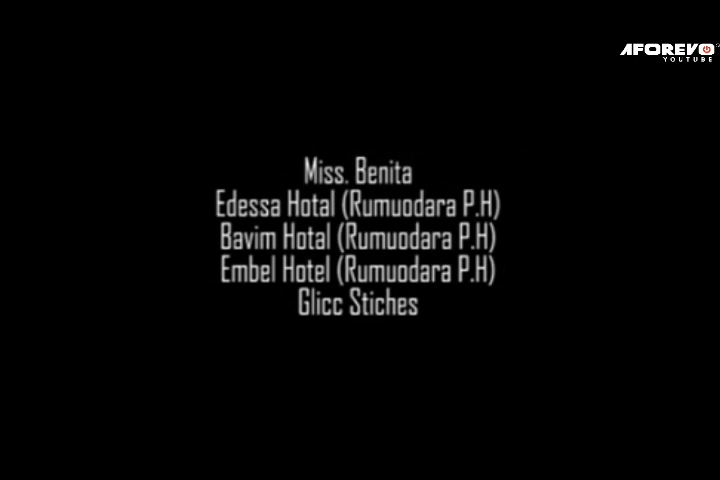 AFOREVO
YOUTUBE
Miss. Benita
Edessa Hotal (Rumuodara P.H)
Bavim Hotal (Rumuodara P.H)
Embel Hotel (Rumuodara P.H)
Glicc Stiches